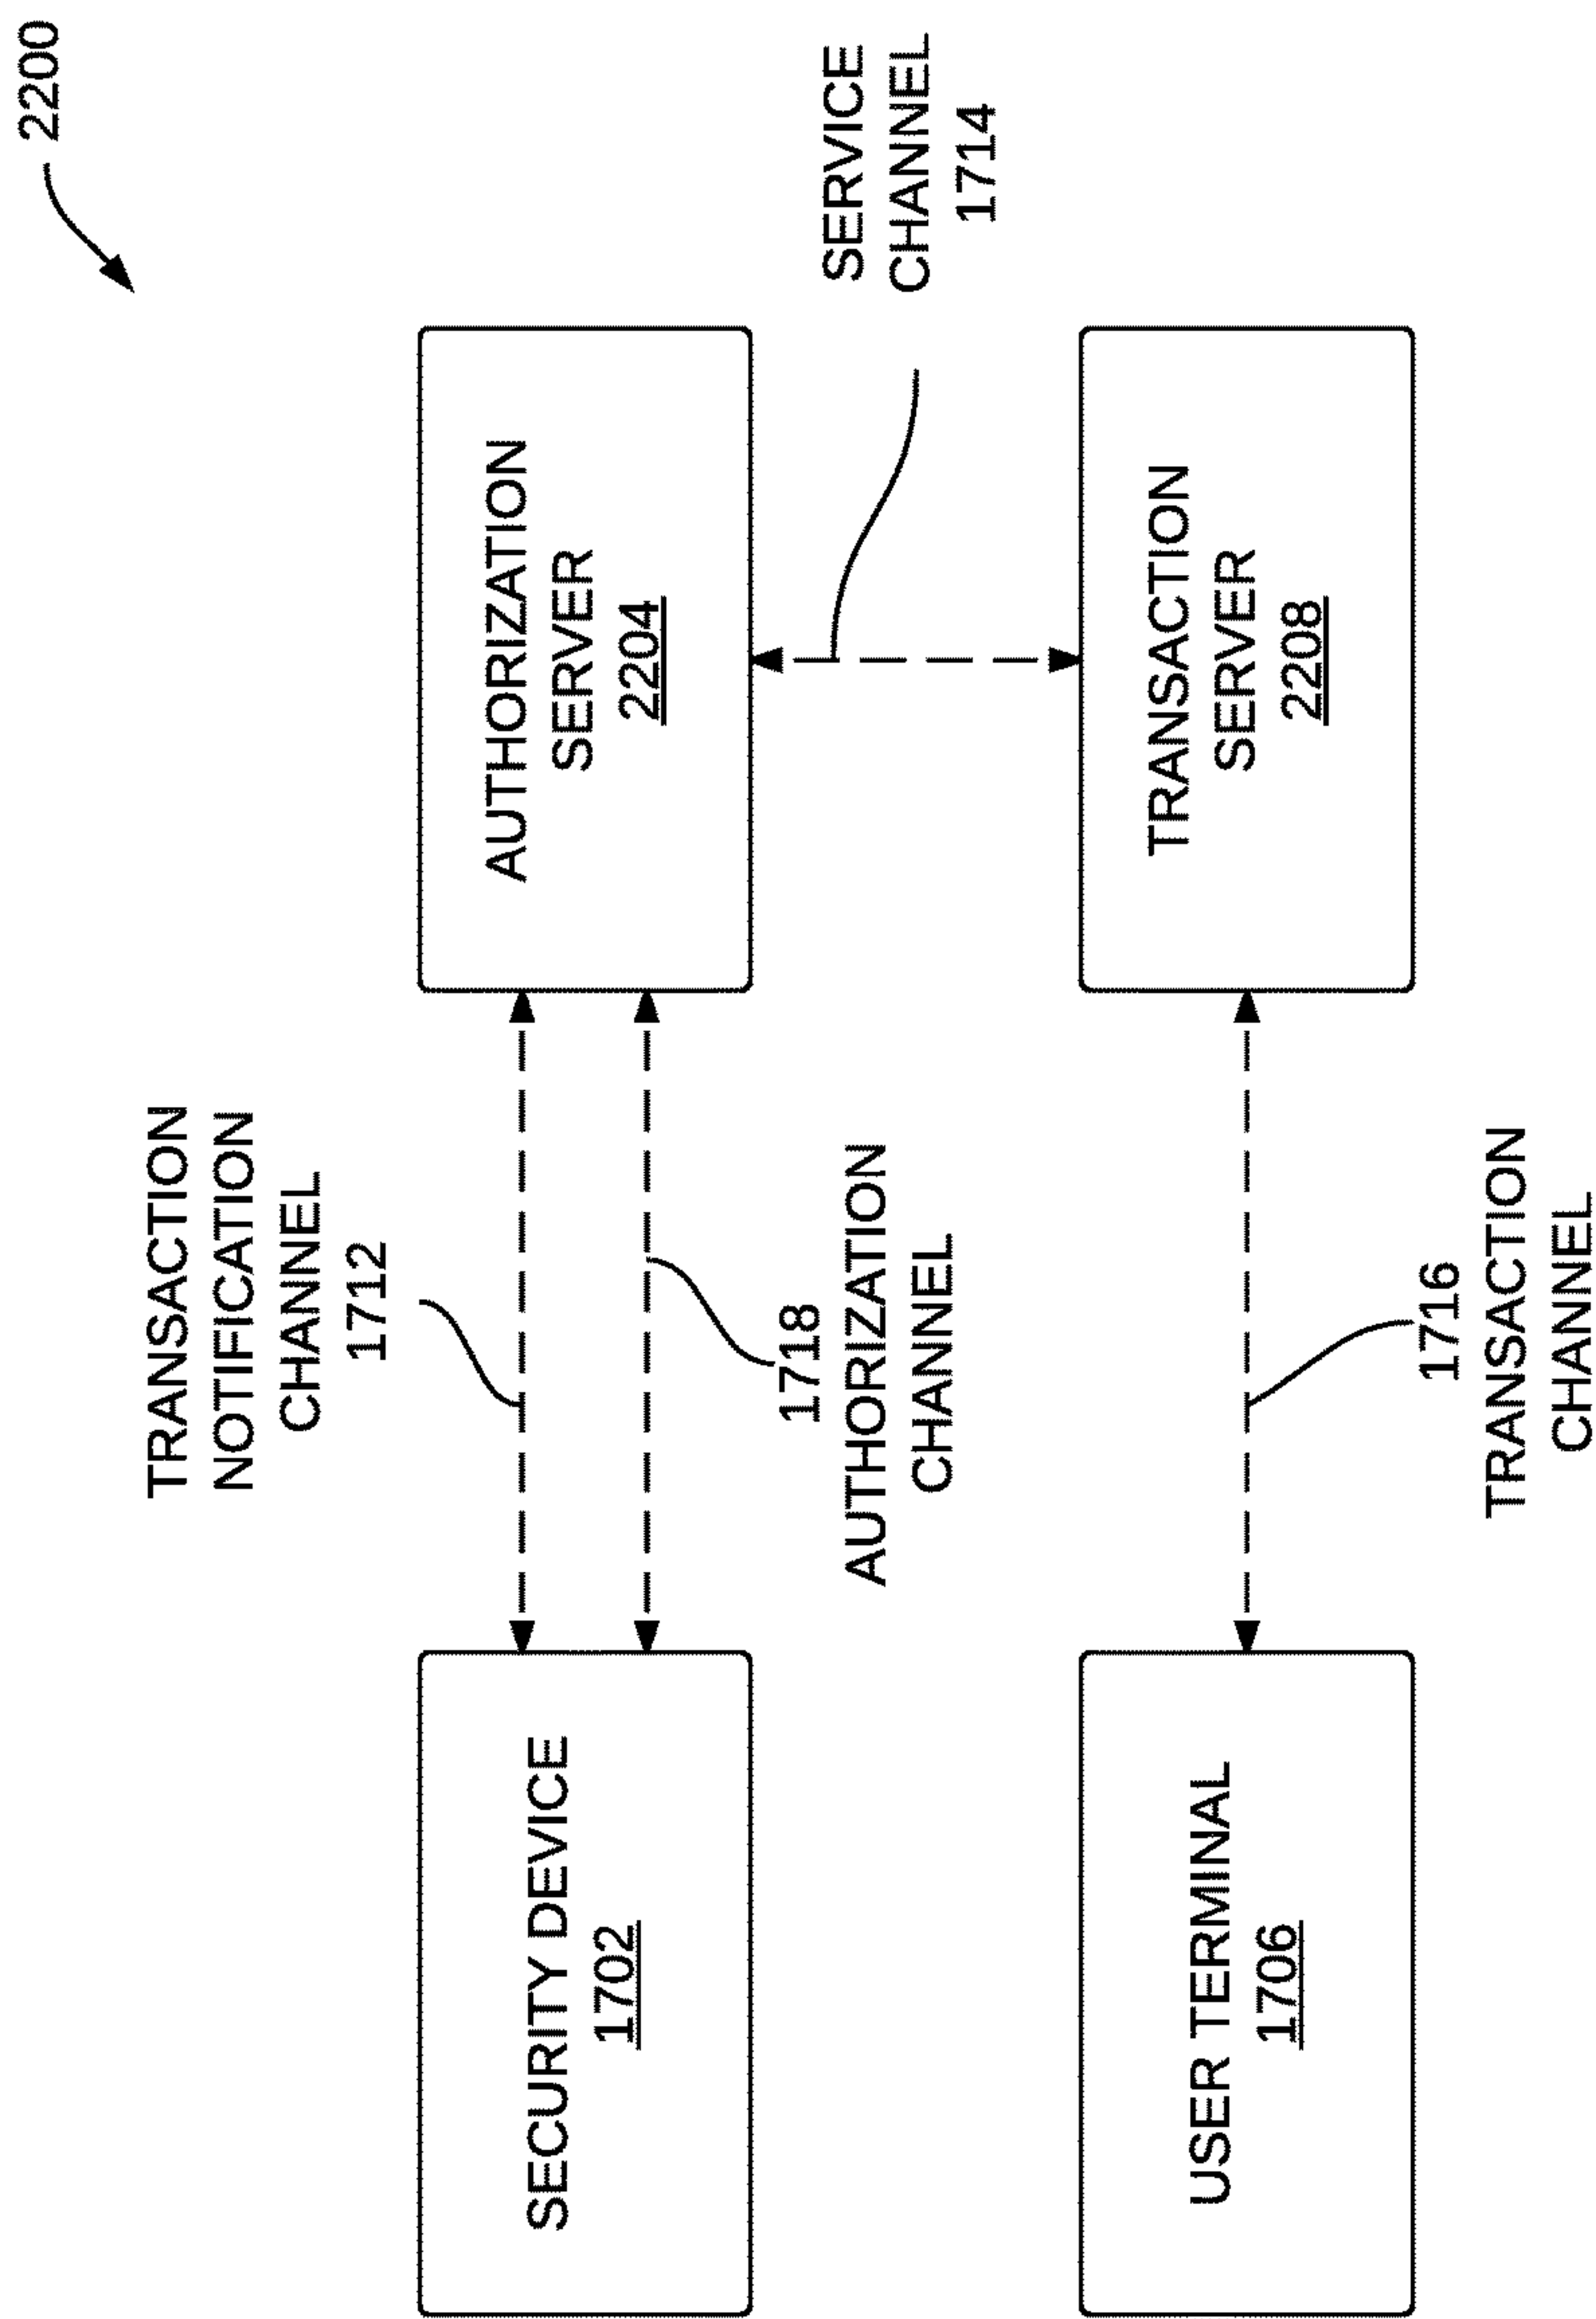 2200
TRANSACTION
NOTIFICATION
CHANNEL
1712
SECURITY DEVICE
1702
AUTHORIZATION
SERVER
2204
1718
AUTHORIZATION
CHANNEL
SERVICE
CHANNEL
1714
USER TERMINAL
1706
TRANSACTION
SERVER
2208
1716
TRANSACTION
CHANNEL